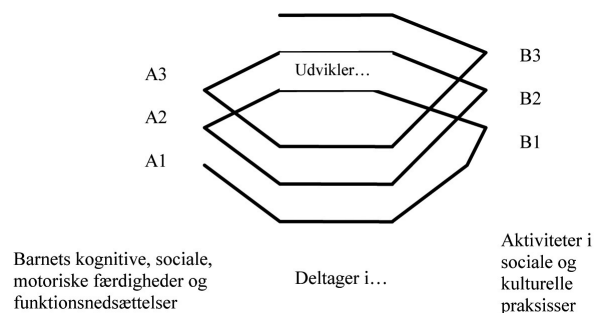 B3
Udvikler…
A3
B2
A2
B1
A1
Barnets kognitive, sociale,
motoriske færdigheder og
funktionsnedsættelser
Deltager i…
Aktiviteter i
sociale og
kulturelle
praksisser